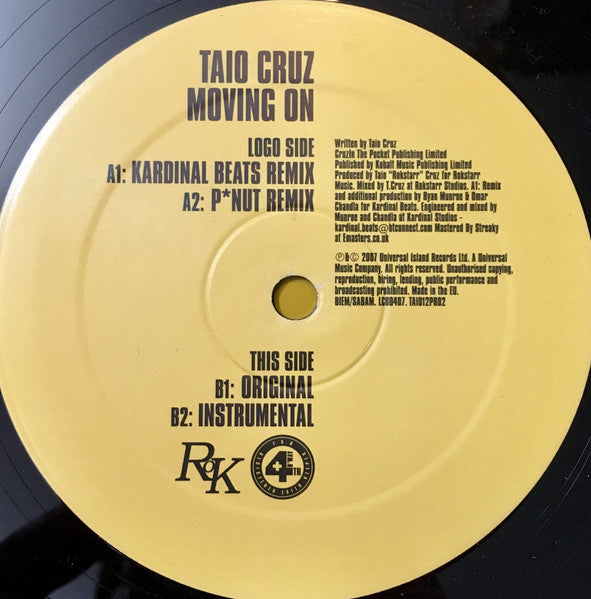 TAIO CRUZ
MOVING ON
LOGO SIDE
A1: KARDINAL BEATS REMIX
A2: P*NUT REMIX
Written by Taio Cruz
CruzIn The Pocket Publishing Limited
Published by Kobalt Music Publishing Limited
Produced by Taio "Rokstarr" Cruz for Rokstarr
Music. Mixed by T.Cruz at Rokstarr Studios. A1: Remix
and additional production by Ryan Munroe & Omar
Chandla for Kardinal Beats. Engineered and mixed by
Munroe and Chandla at Kardinal Studios -
kardinal.beats@btconnect.com Mastered By Streaky
at Emasters.co.uk
℗&© 2007 Universal Island Records Ltd. A Universal
Music Company. All rights reserved. Unauthorised copying,
reproduction, hiring, lending, public performance and
broadcasting prohibited. Made in the EU.
BIEM/SABAM. LC00407. TAIO12PRO2
THIS SIDE
B1: ORIGINAL
B2: INSTRUMENTAL
RoK
4TH